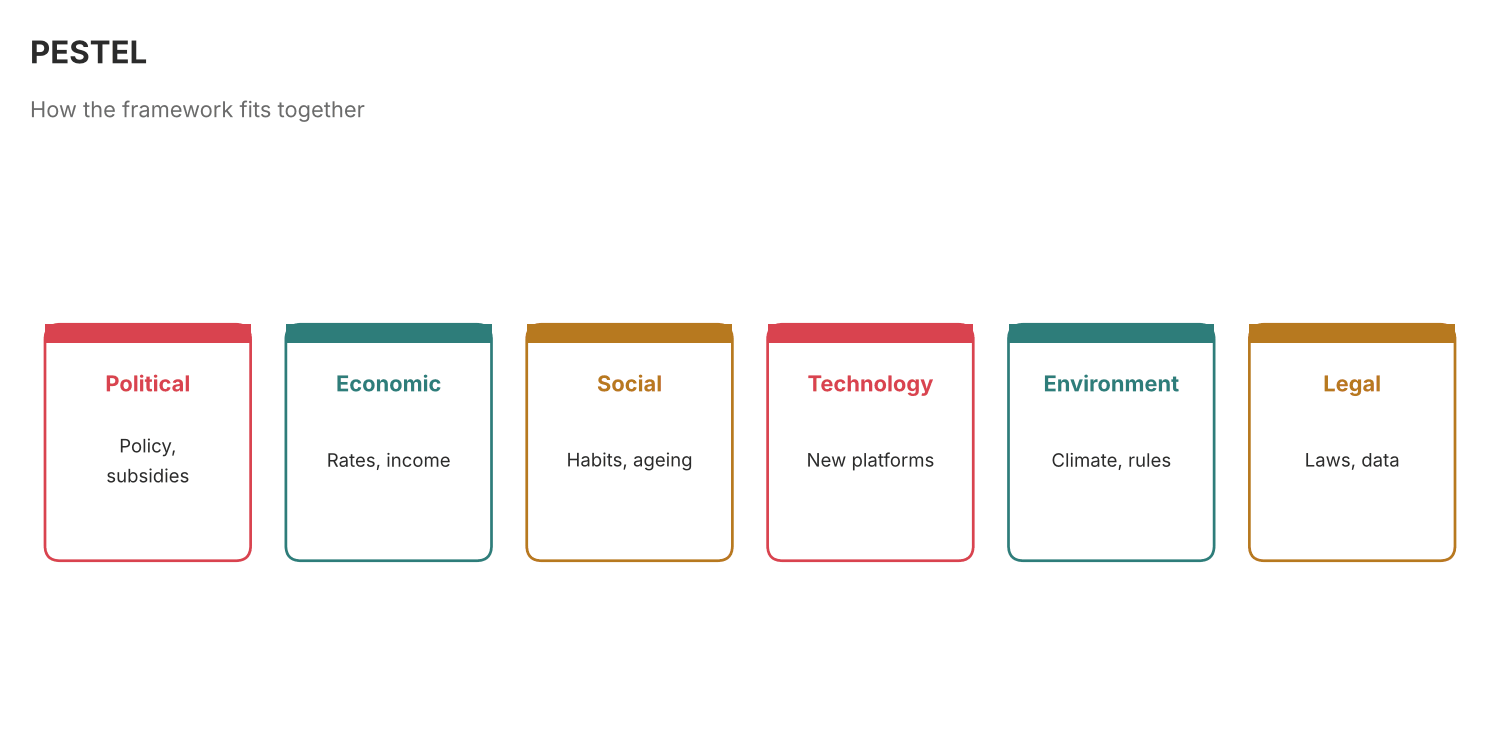 PESTEL
How the framework fits together
Political
Policy,
subsidies
Economic
Rates, income
Social
Habits, ageing
Technology
New platforms
Environment
Climate, rules
Legal
Laws, data